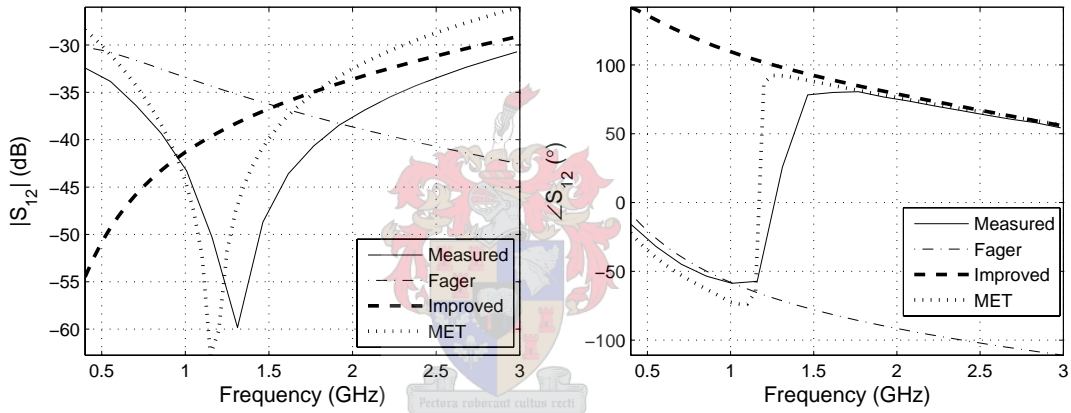 −30
−35
−40
−45
−50
−55
−60
|S12| (dB)
0.5 1 1.5 2 2.5 3
Frequency (GHz)
Measured
Fager
Improved
MET
100
50
0
−50
−100
∠S12 (°)
0.5 1 1.5 2 2.5 3
Frequency (GHz)
Measured
Fager
Improved
MET
Pectora roborant cultus recti